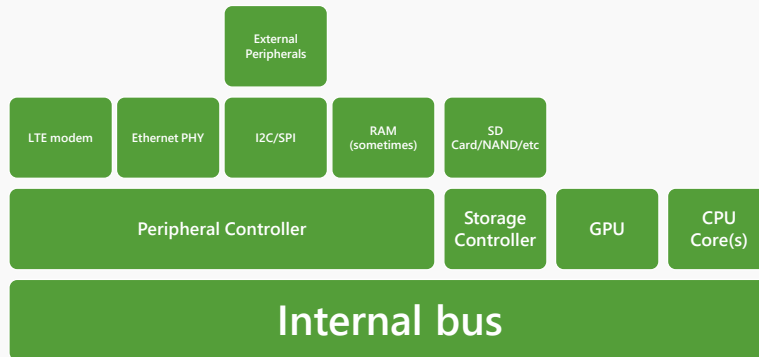 External
Peripherals
LTE modem
Ethernet PHY
I2C/SPI
RAM
(sometimes)
SD
Card/NAND/etc
Peripheral Controller
Storage
Controller
GPU
CPU
Core(s)
Internal bus